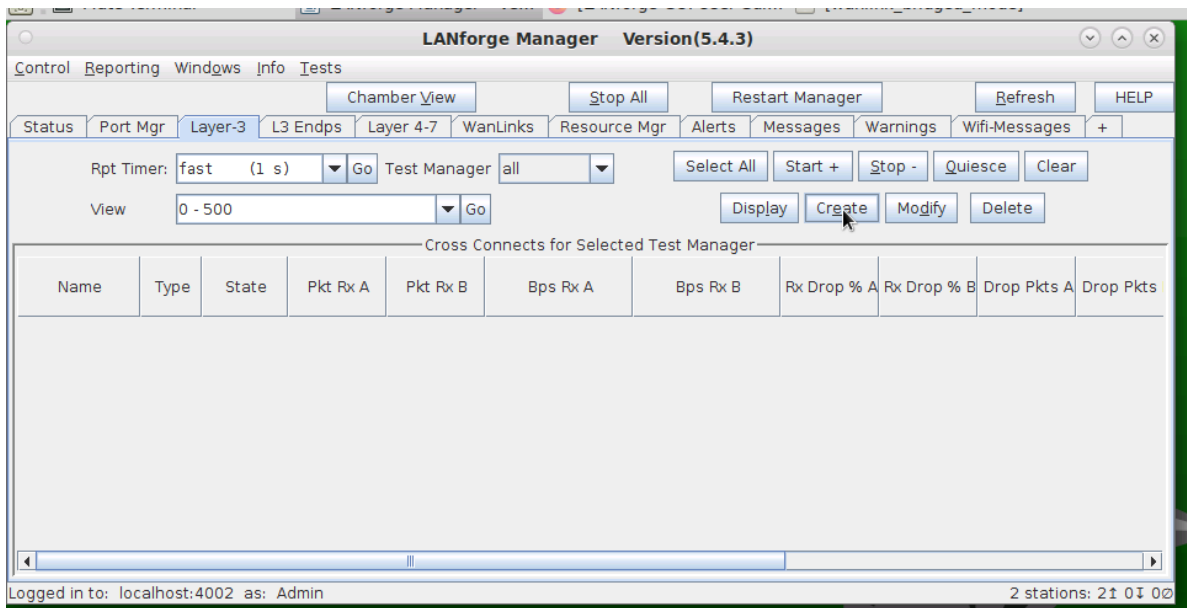 LANforge Manager Version(5.4.3)
Control Reporting Windows Info Tests
Chamber View Stop All Restart Manager Refresh HELP
Status Port Mgr Layer-3 L3 Endps Layer 4-7 WanLinks Resource Mgr Alerts Messages Warnings Wifi-Messages +
Rpt Timer: fast (1 s) Go Test Manager all Select All Start + Stop - Quiesce Clear
View 0 - 500 Go Display Create Modify Delete
Cross Connects for Selected Test Manager
Name Type State Pkt Rx A Pkt Rx B Bps Rx A Bps Rx B Rx Drop % A Rx Drop % B Drop Pkts A Drop Pkts
Logged in to: localhost:4002 as: Admin 2 stations: 2↥ 0↧ 0∅